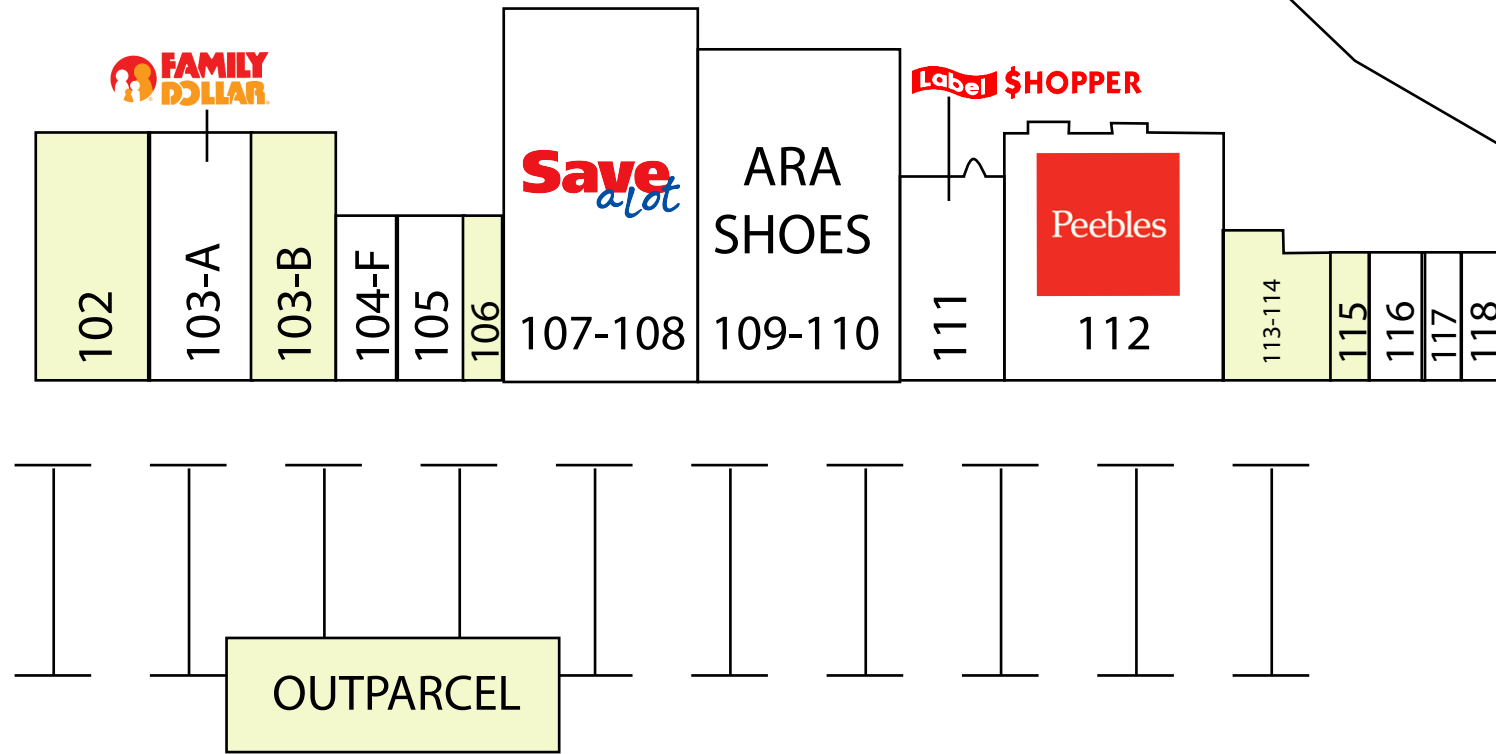 FAMILY
DOLLAR
Label $HOPPER
Save
a lot
ARA
SHOES
Peebles
102
103-A
103-B
104-F
105
106
107-108
109-110
111
112
113-114
115
116
117
118
OUTPARCEL